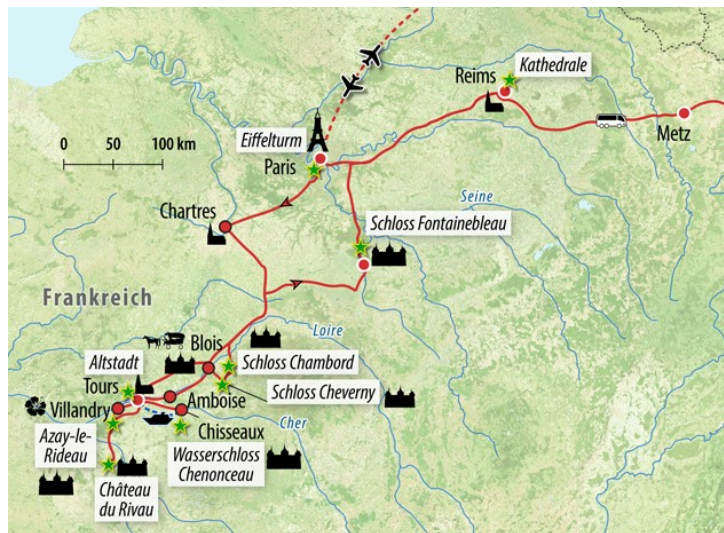 Reims
Kathedrale
Metz
0 50 100 km
Eiffelturm
Paris
Seine
Chartres
Schloss Fontainebleau
Frankreich
Loire
Blois
Altstadt
Schloss Chambord
Tours
Schloss Cheverny
Amboise
Villandry
Cher
Chisseaux
Azay-le-
Rideau
Wasserschloss
Chenonceau
Château
du Rivau